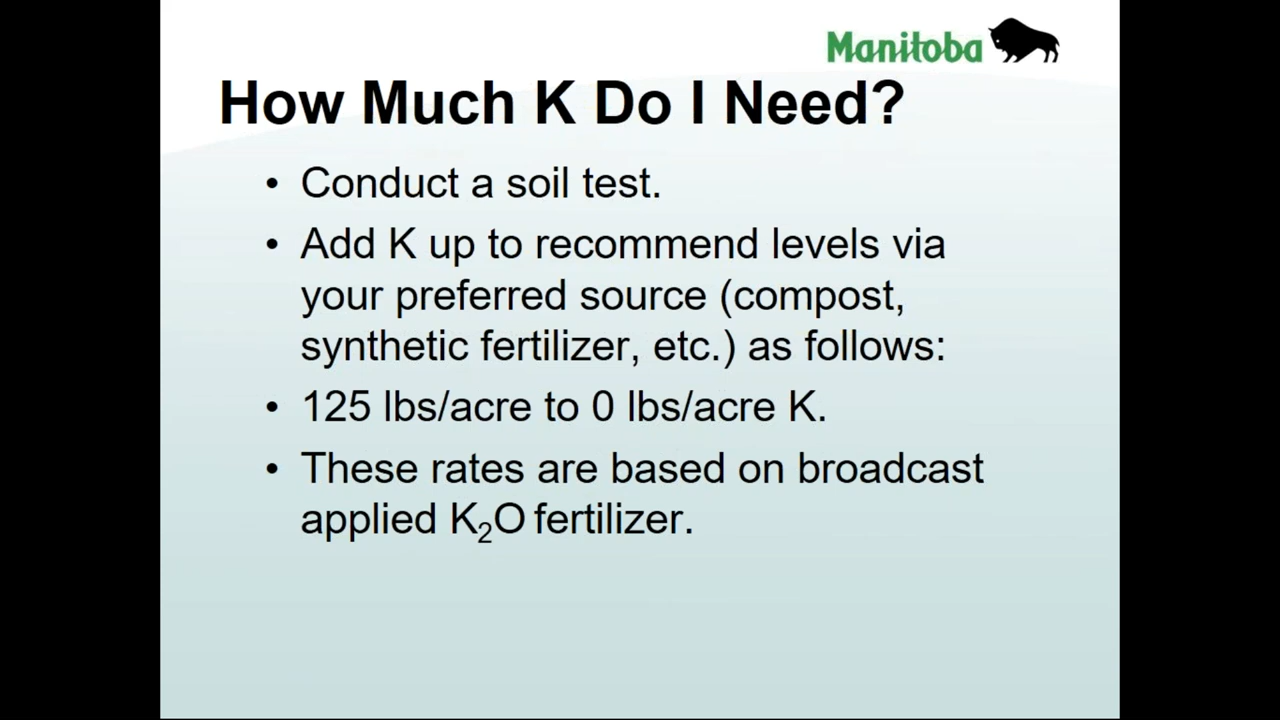 Manitoba
How Much K Do I Need?
• Conduct a soil test.
• Add K up to recommend levels via
your preferred source (compost,
synthetic fertilizer, etc.) as follows:
• 125 lbs/acre to 0 lbs/acre K.
• These rates are based on broadcast
applied K₂O fertilizer.